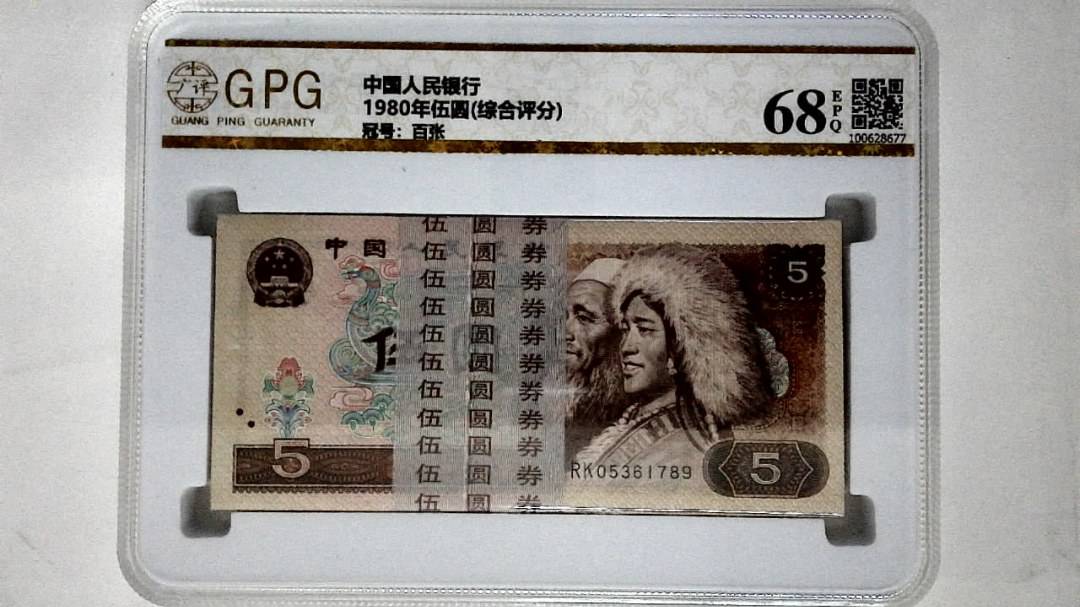 广评
GPG
GUANG PING GUARANTY
中国人民银行
1980年伍圆(综合评分)
冠号：百张
68
EPQ
100628677
中国
伍 圆 券
伍 圆 券
伍 圆 券
伍 圆 券
伍 圆 券
伍 圆 券
伍 圆 券
伍 圆 券
伍 圆 券
伍 圆 券
伍 圆 券
5
5
RK05361789
5